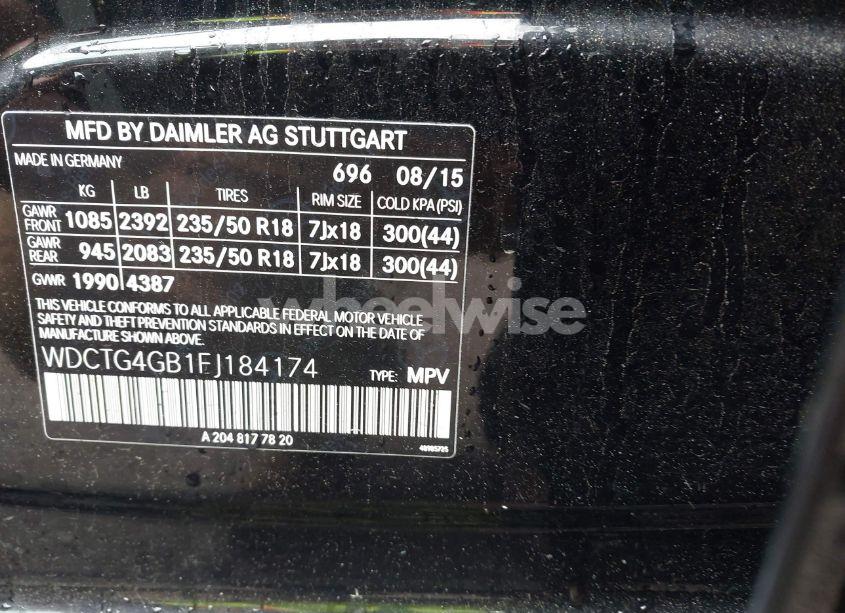 MFD BY DAIMLER AG STUTTGART
MADE IN GERMANY 696 08/15
KG LB TIRES RIM SIZE COLD KPA(PSI)
GAWR FRONT 1085 2392 235/50 R18 7Jx18 300(44)
GAWR REAR 945 2083 235/50 R18 7Jx18 300(44)
GVWR 1990 4387
THIS VEHICLE CONFORMS TO ALL APPLICABLE FEDERAL MOTOR VEHICLE
SAFETY AND THEFT PREVENTION STANDARDS IN EFFECT ON THE DATE OF
MANUFACTURE SHOWN ABOVE.
WDCTG4GB1FJ184174 TYPE: MPV
A 204 817 78 20
48985725
wheelwise